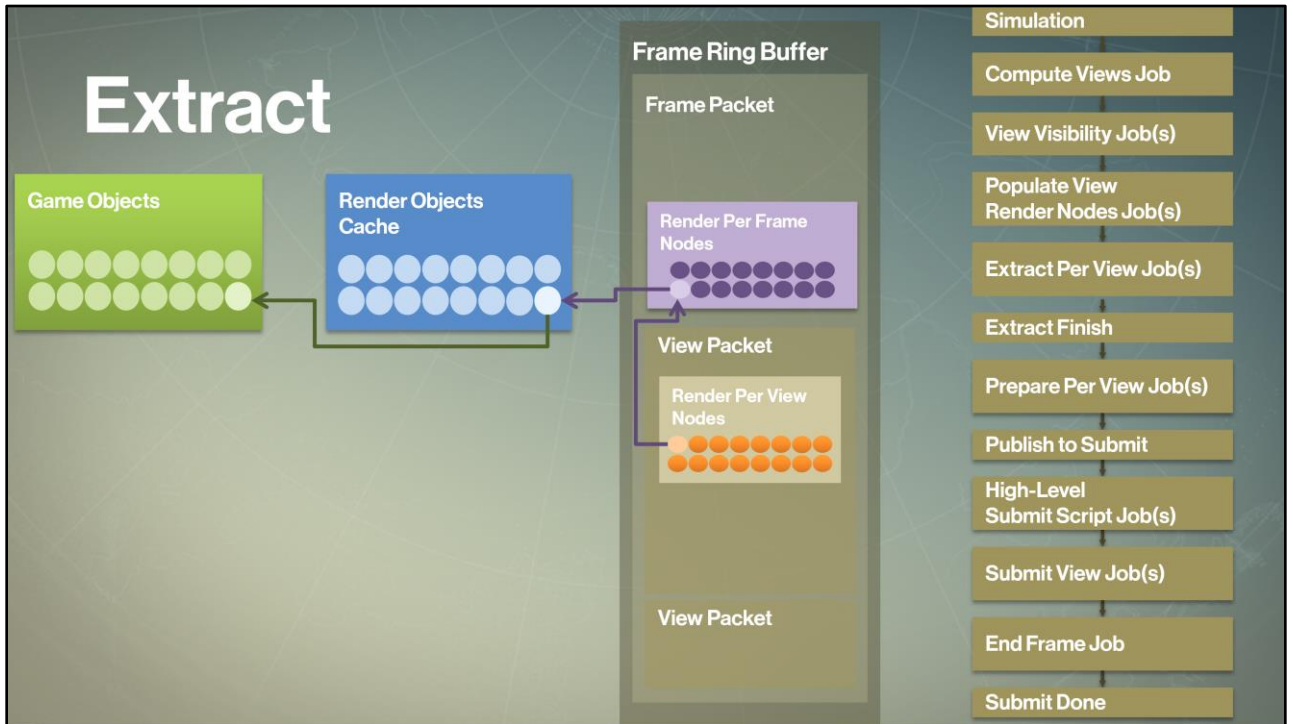 Extract
Game Objects
Render Objects
Cache
Frame Ring Buffer
Frame Packet
Render Per Frame
Nodes
View Packet
Render Per View
Nodes
View Packet
Simulation
Compute Views Job
View Visibility Job(s)
Populate View
Render Nodes Job(s)
Extract Per View Job(s)
Extract Finish
Prepare Per View Job(s)
Publish to Submit
High-Level
Submit Script Job(s)
Submit View Job(s)
End Frame Job
Submit Done